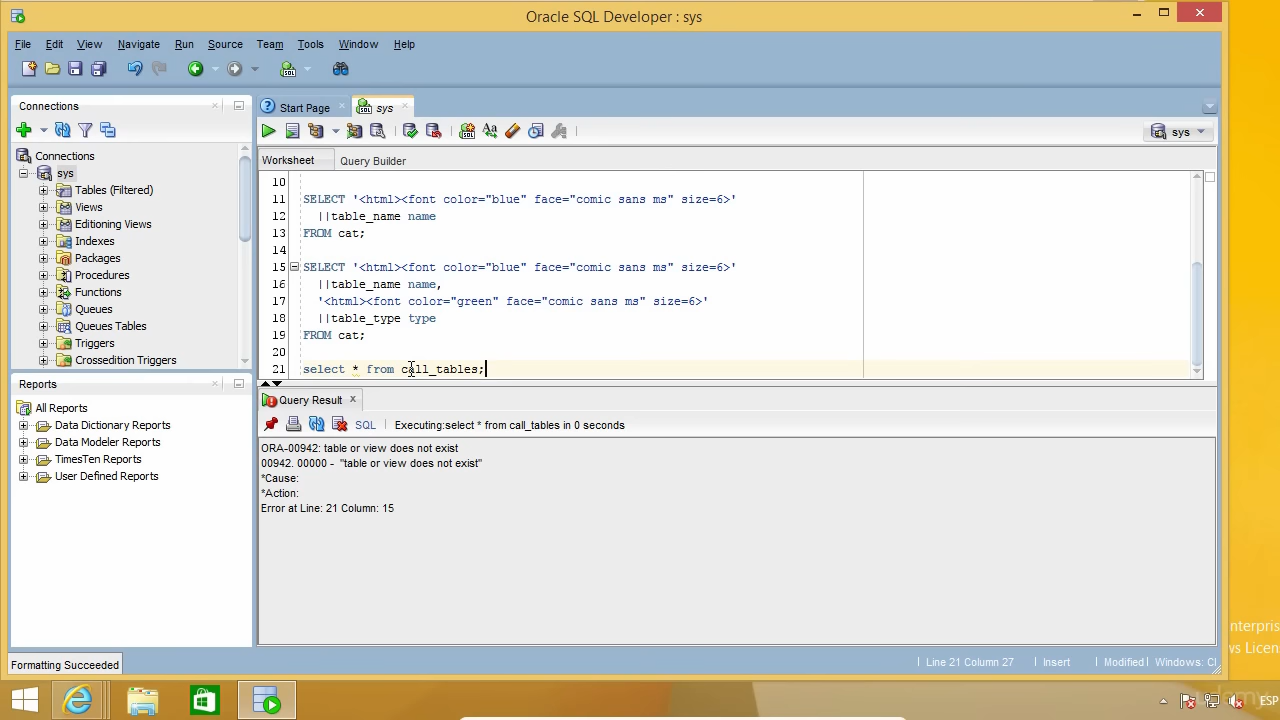 Oracle SQL Developer : sys
File Edit View Navigate Run Source Team Tools Window Help
Connections
Start Page
sys
sys
Worksheet
Query Builder
Connections
sys
Tables (Filtered)
Views
Editioning Views
Indexes
Packages
Procedures
Functions
Queues
Queues Tables
Triggers
Crossedition Triggers
10
11 SELECT '<html><font color="blue" face="comic sans ms" size=6>'
12 ||table_name name
13 FROM cat;
14
15 SELECT '<html><font color="blue" face="comic sans ms" size=6>'
16 ||table_name name,
17 '<html><font color="green" face="comic sans ms" size=6>'
18 ||table_type type
19 FROM cat;
20
21 select * from call_tables;
Reports
All Reports
Data Dictionary Reports
Data Modeler Reports
TimesTen Reports
User Defined Reports
Query Result
SQL
Executing:select * from call_tables in 0 seconds
ORA-00942: table or view does not exist
00942. 00000 - "table or view does not exist"
*Cause:
*Action:
Error at Line: 21 Column: 15
nterpris
ws Licen
Formatting Succeeded
Line 21 Column 27
Insert
Modified
Windows: Cl
ESP
udemy